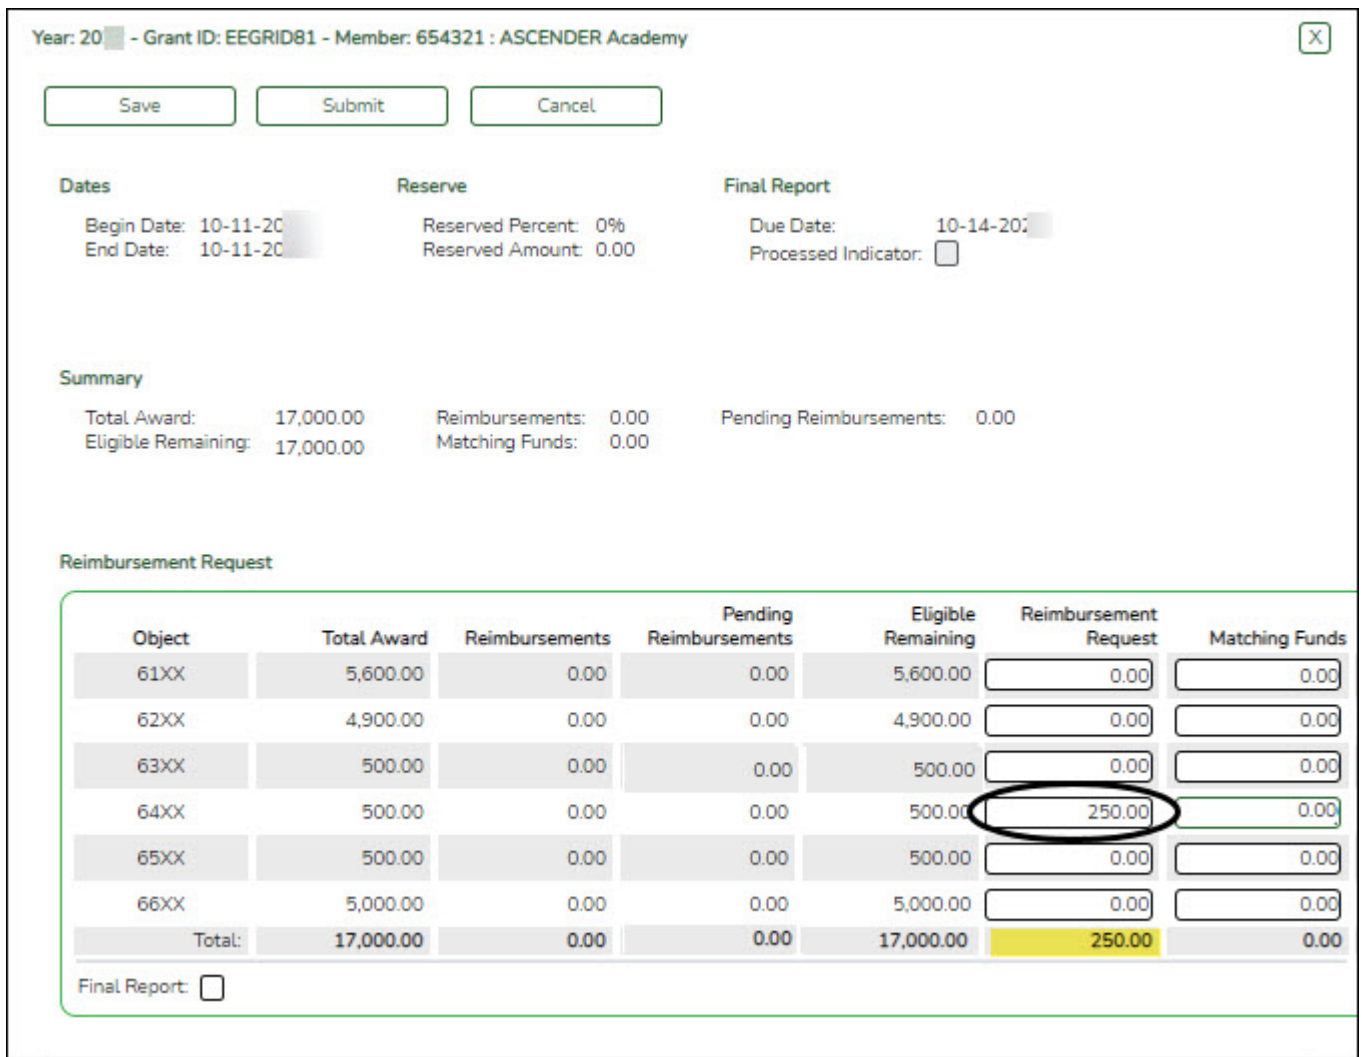 Year: 20 - Grant ID: EEGRID81 - Member: 654321 : ASCENDER Academy X
Save Submit Cancel
Dates Reserve Final Report
Begin Date: 10-11-20 Reserved Percent: 0% Due Date: 10-14-202
End Date: 10-11-20 Reserved Amount: 0.00 Processed Indicator:
Summary
Total Award: 17,000.00 Reimbursements: 0.00 Pending Reimbursements: 0.00
Eligible Remaining: 17,000.00 Matching Funds: 0.00
Reimbursement Request
Pending Eligible Reimbursement
Object Total Award Reimbursements Reimbursements Remaining Request Matching Funds
61XX 5,600.00 0.00 0.00 5,600.00 0.00 0.00
62XX 4,900.00 0.00 0.00 4,900.00 0.00 0.00
63XX 500.00 0.00 0.00 500.00 0.00 0.00
64XX 500.00 0.00 0.00 500.00 250.00 0.00
65XX 500.00 0.00 0.00 500.00 0.00 0.00
66XX 5,000.00 0.00 0.00 5,000.00 0.00 0.00
Total: 17,000.00 0.00 0.00 17,000.00 250.00 0.00
Final Report: